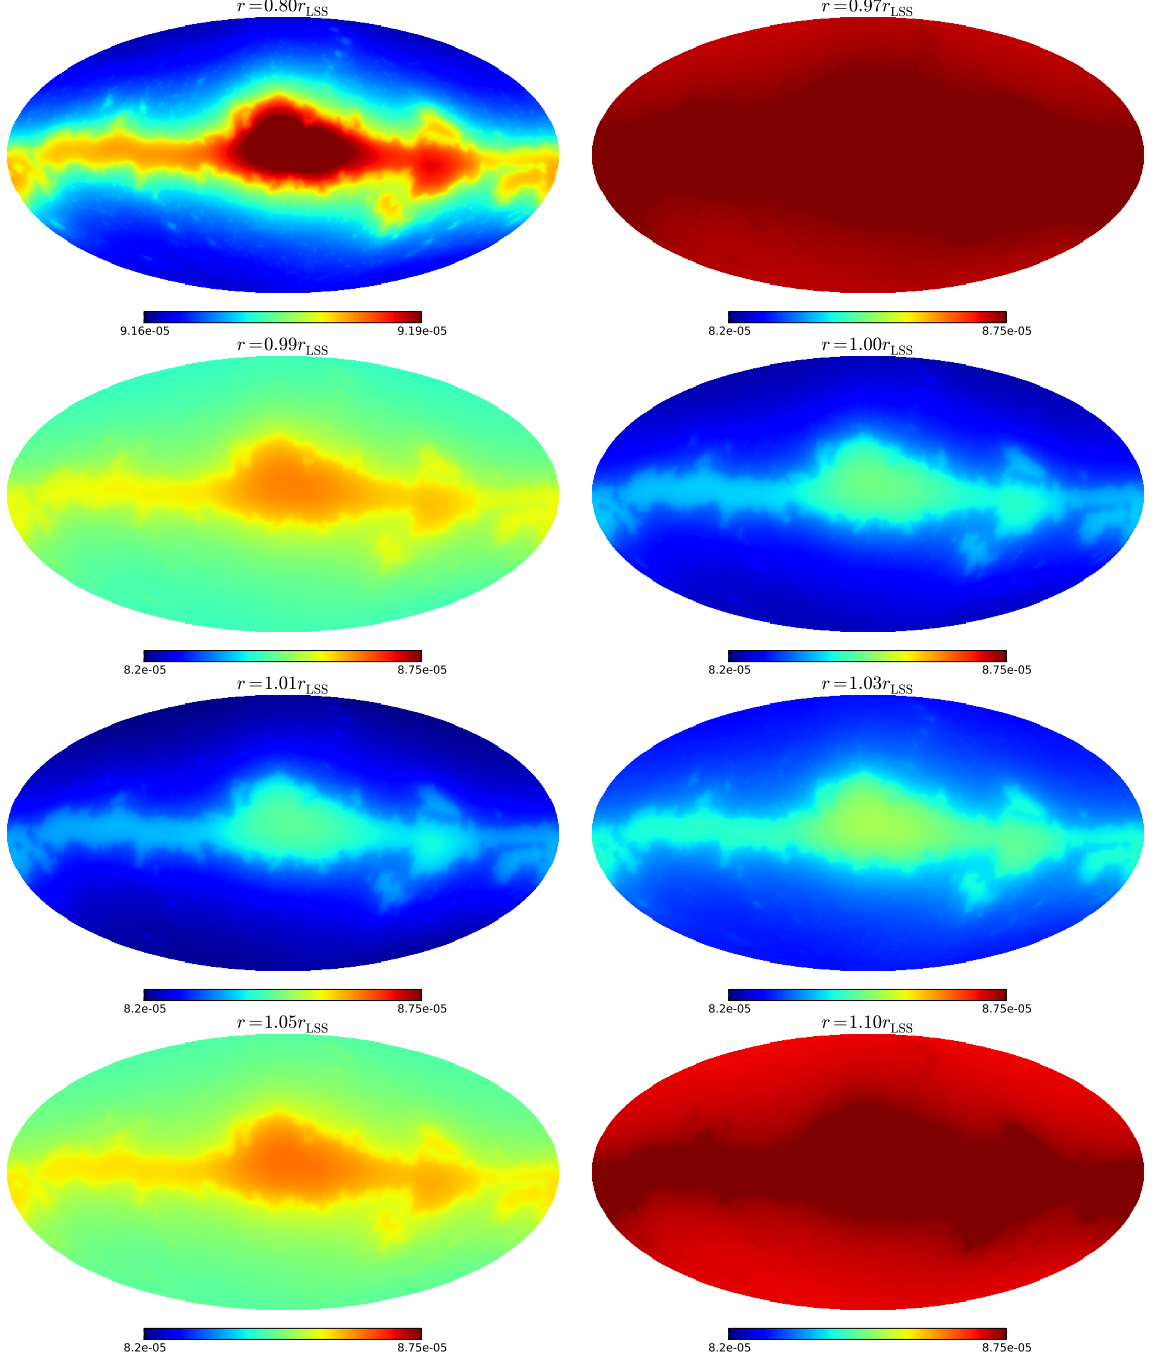 r = 0.80r_LSS
r = 0.97r_LSS
9.16e-05 9.19e-05
8.2e-05 8.75e-05
r = 0.99r_LSS
r = 1.00r_LSS
8.2e-05 8.75e-05
8.2e-05 8.75e-05
r = 1.01r_LSS
r = 1.03r_LSS
8.2e-05 8.75e-05
8.2e-05 8.75e-05
r = 1.05r_LSS
r = 1.10r_LSS
8.2e-05 8.75e-05
8.2e-05 8.75e-05